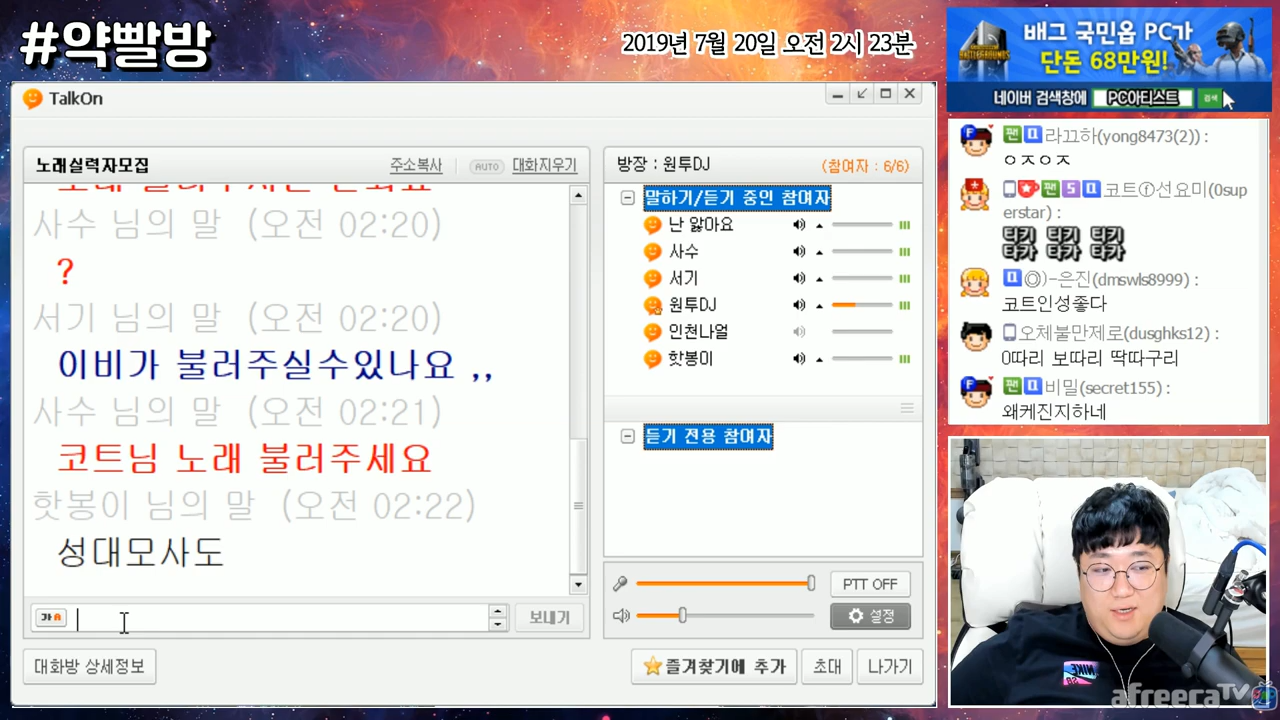 #약빨방
2019년 7월 20일 오전 2시 23분
배그 국민옵 PC가
단돈 68만원!
BATTLEGROUNDS
네이버 검색창에 PC아티스트 검색
TalkOn
노래실력자모집
주소복사
AUTO
대화지우기
사수 님의 말 (오전 02:20)
?
서기 님의 말 (오전 02:20)
이비가 불러주실수있나요 ,,
사수 님의 말 (오전 02:21)
코트님 노래 불러주세요
핫봉이 님의 말 (오전 02:22)
성대모사도
가
보내기
대화방 상세정보
방장 : 원투DJ
(참여자 : 6/6)
말하기/듣기 중인 참여자
난 앓마요
사수
서기
원투DJ
인천나얼
핫봉이
듣기 전용 참여자
PTT OFF
설정
즐겨찾기에 추가
초대
나가기
팬 라끄하(yong8473(2)) :
ㅇㅈㅇㅈ
팬 S 코트ⓕ선요미(0sup
erstar) :
티키 티키 티키
타카 타카 타카
◎)-은진(dmswls8999) :
코트인성좋다
오체불만제로(dusghks12) :
0따리 보따리 딱따구리
팬 비밀(secret155) :
왜케진지하네
NIKE
SB
afreecaTV